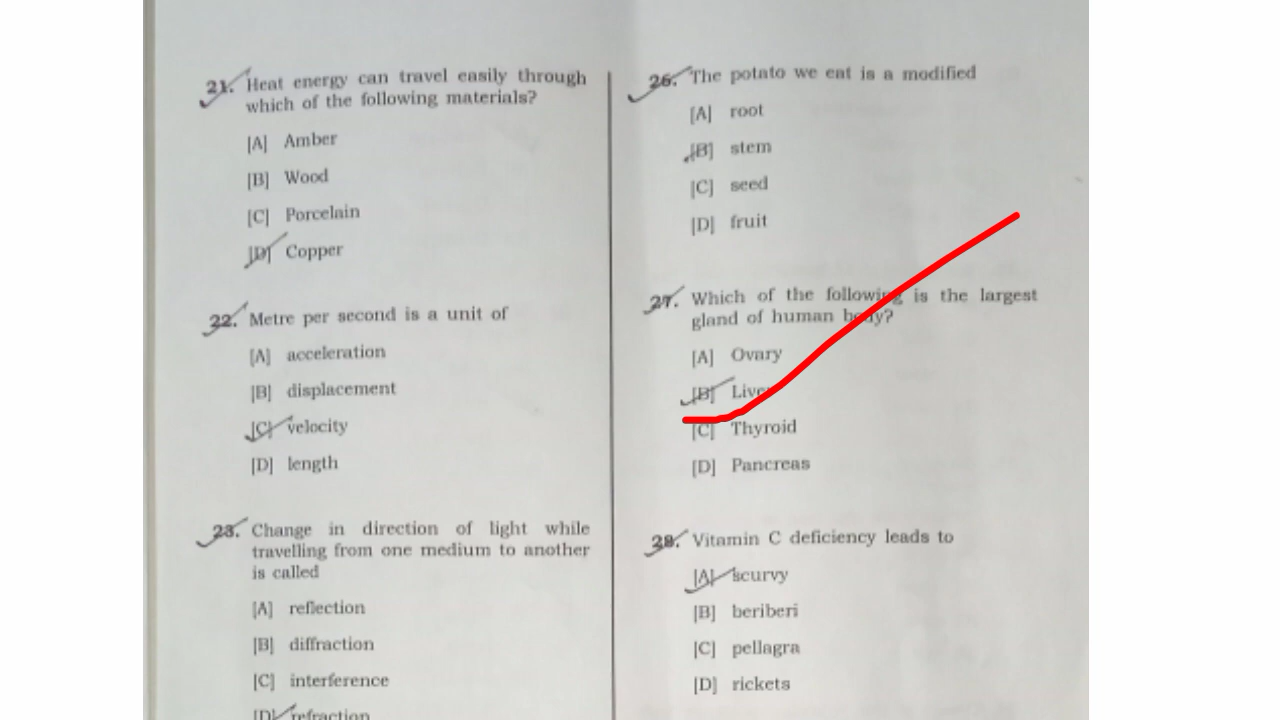 21. Heat energy can travel easily through
which of the following materials?
[A] Amber
[B] Wood
[C] Porcelain
[D] Copper
22. Metre per second is a unit of
[A] acceleration
[B] displacement
[C] velocity
[D] length
23. Change in direction of light while
travelling from one medium to another
is called
[A] reflection
[B] diffraction
[C] interference
[D] refraction
26. The potato we eat is a modified
[A] root
[B] stem
[C] seed
[D] fruit
27. Which of the following is the largest
gland of human body?
[A] Ovary
[B] Liver
[C] Thyroid
[D] Pancreas
28. Vitamin C deficiency leads to
[A] scurvy
[B] beriberi
[C] pellagra
[D] rickets